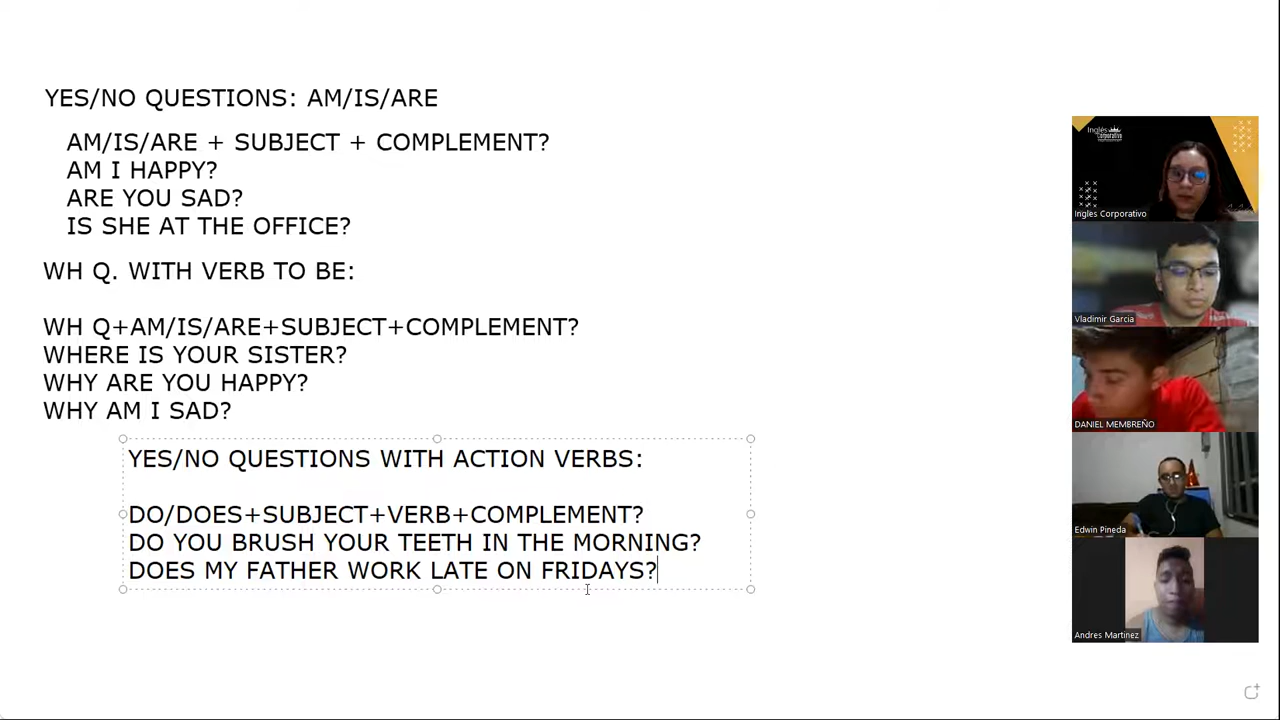 YES/NO QUESTIONS: AM/IS/ARE
AM/IS/ARE + SUBJECT + COMPLEMENT?
AM I HAPPY?
ARE YOU SAD?
IS SHE AT THE OFFICE?
WH Q. WITH VERB TO BE:
WH Q+AM/IS/ARE+SUBJECT+COMPLEMENT?
WHERE IS YOUR SISTER?
WHY ARE YOU HAPPY?
WHY AM I SAD?
YES/NO QUESTIONS WITH ACTION VERBS:
DO/DOES+SUBJECT+VERB+COMPLEMENT?
DO YOU BRUSH YOUR TEETH IN THE MORNING?
DOES MY FATHER WORK LATE ON FRIDAYS?
Inglés
Corporativo
Ingles Corporativo
Vladimir Garcia
DANIEL MEMBREÑO
Edwin Pineda
Andres Martinez